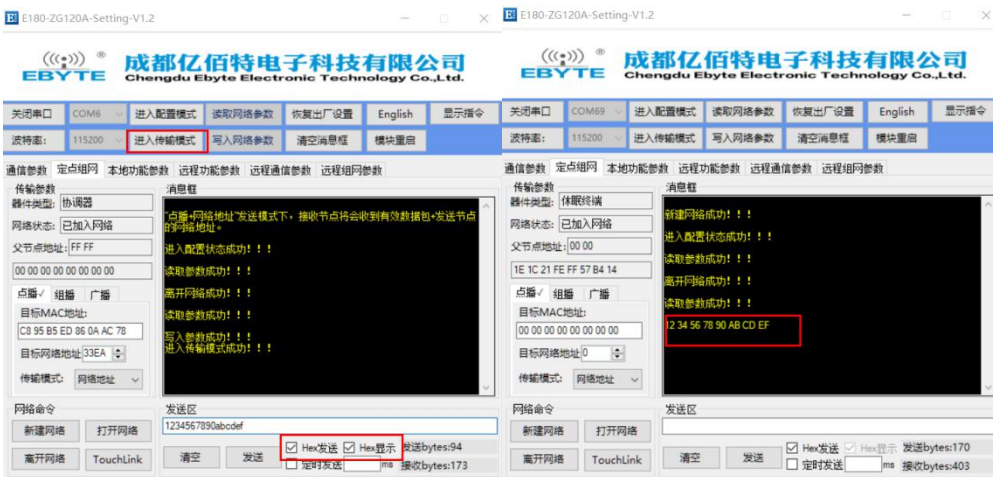 E180-ZG120A-Setting-V1.2
EBYTE ®
成都亿佰特电子科技有限公司
Chengdu Ebyte Electronic Technology Co.,Ltd.
关闭串口 COM6 进入配置模式 读取网络参数 恢复出厂设置 English 显示指令
波特率: 115200 进入传输模式 写入网络参数 清空消息框 模块重启
通信参数 定点组网 本地功能参数 远程功能参数 远程通信参数 远程组网参数
传输参数
器件类型: 协调器
网络状态: 已加入网络
父节点地址: FF FF
00 00 00 00 00 00 00 00
点播√ 组播 广播
目标MAC地址:
C8 95 B5 ED 86 0A AC 78
目标网络地址 33EA
传输模式: 网络地址
消息框
"点播+网络地址"发送模式下,接收节点将会收到有效数据包+发送节点
的网络地址。
进入配置状态成功!!!
读取参数成功!!!
离开网络成功!!!
读取参数成功!!!
写入参数成功!!!
进入传输模式成功!!!
网络命令
新建网络 打开网络
离开网络 TouchLink
发送区
1234567890abcdef
清空 发送
Hex发送 Hex显示 发送bytes:94
定时发送 ms 接收bytes:173
E180-ZG120A-Setting-V1.2
EBYTE ®
成都亿佰特电子科技有限公司
Chengdu Ebyte Electronic Technology Co.,Ltd.
关闭串口 COM69 进入配置模式 读取网络参数 恢复出厂设置 English 显示指令
波特率: 115200 进入传输模式 写入网络参数 清空消息框 模块重启
通信参数 定点组网 本地功能参数 远程功能参数 远程通信参数 远程组网参数
传输参数
器件类型: 休眠终端
网络状态: 已加入网络
父节点地址: 00 00
1E 1C 21 FE FF 57 B4 14
点播√ 组播 广播
目标MAC地址:
00 00 00 00 00 00 00 00
目标网络地址 0
传输模式: 网络地址
消息框
新建网络成功!!!
进入配置状态成功!!!
读取参数成功!!!
离开网络成功!!!
读取参数成功!!!
12 34 56 78 90 AB CD EF
网络命令
新建网络 打开网络
离开网络 TouchLink
发送区
清空 发送
Hex发送 Hex显示 发送bytes:170
定时发送 ms 接收bytes:403